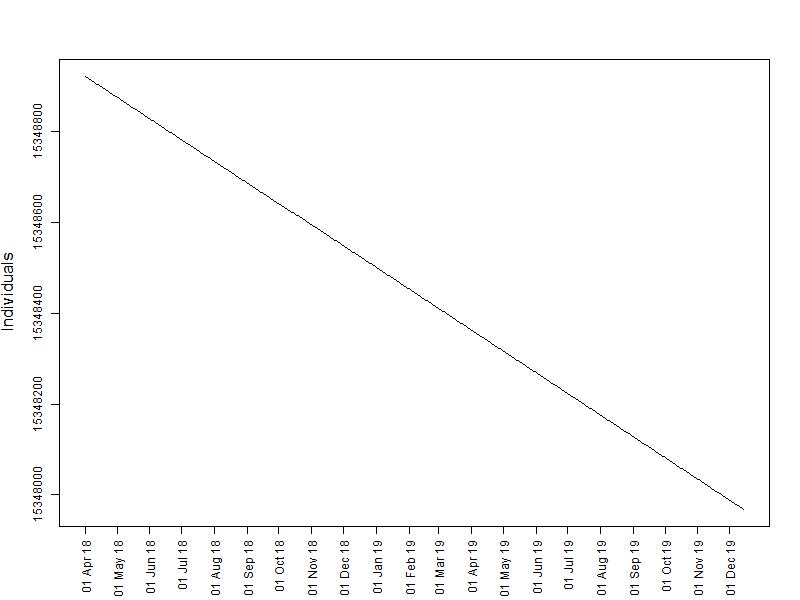 Individuals
15348800
15348600
15348400
15348200
15348000
01 Apr 18
01 May 18
01 Jun 18
01 Jul 18
01 Aug 18
01 Sep 18
01 Oct 18
01 Nov 18
01 Dec 18
01 Jan 19
01 Feb 19
01 Mar 19
01 Apr 19
01 May 19
01 Jun 19
01 Jul 19
01 Aug 19
01 Sep 19
01 Oct 19
01 Nov 19
01 Dec 19